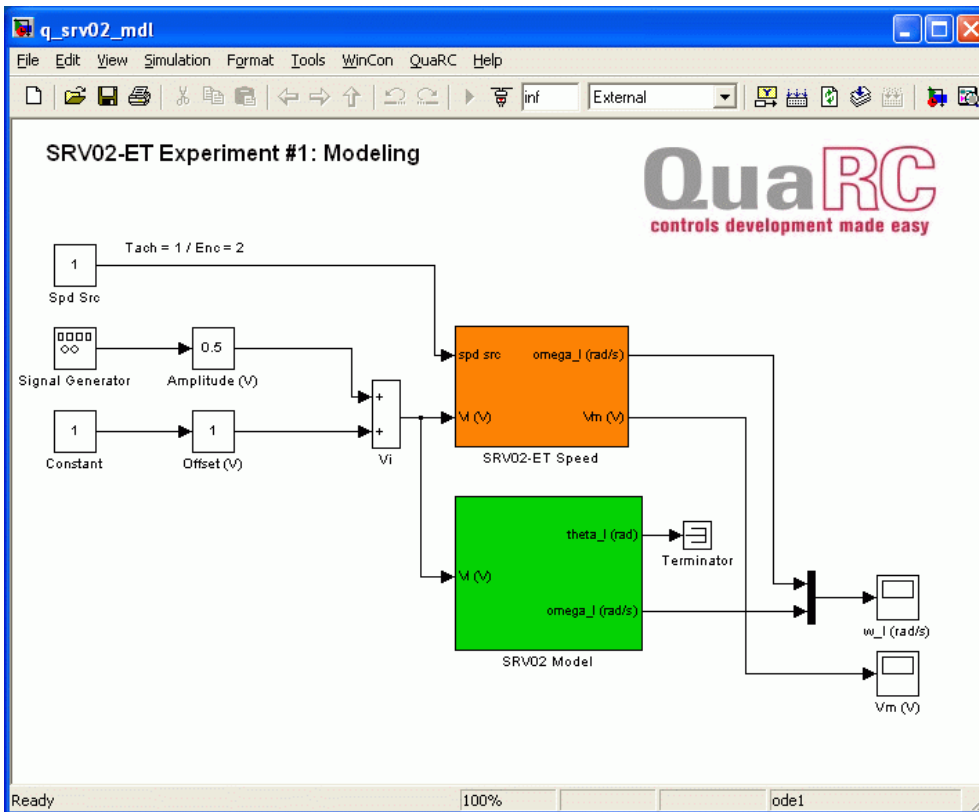 q_srv02_mdl
File Edit View Simulation Format Tools WinCon QuaRC Help
inf External
SRV02-ET Experiment #1: Modeling
QuaRC
controls development made easy
Tach = 1 / Enc = 2
1
Spd Src
Signal Generator
0.5
Amplitude (V)
1
Constant
1
Offset (V)
+
+
Vi
spd src
omega_l (rad/s)
Vi (V)
Vm (V)
SRV02-ET Speed
theta_l (rad)
Vi (V)
omega_l (rad/s)
SRV02 Model
Terminator
w_l (rad/s)
Vm (V)
Ready 100% ode1